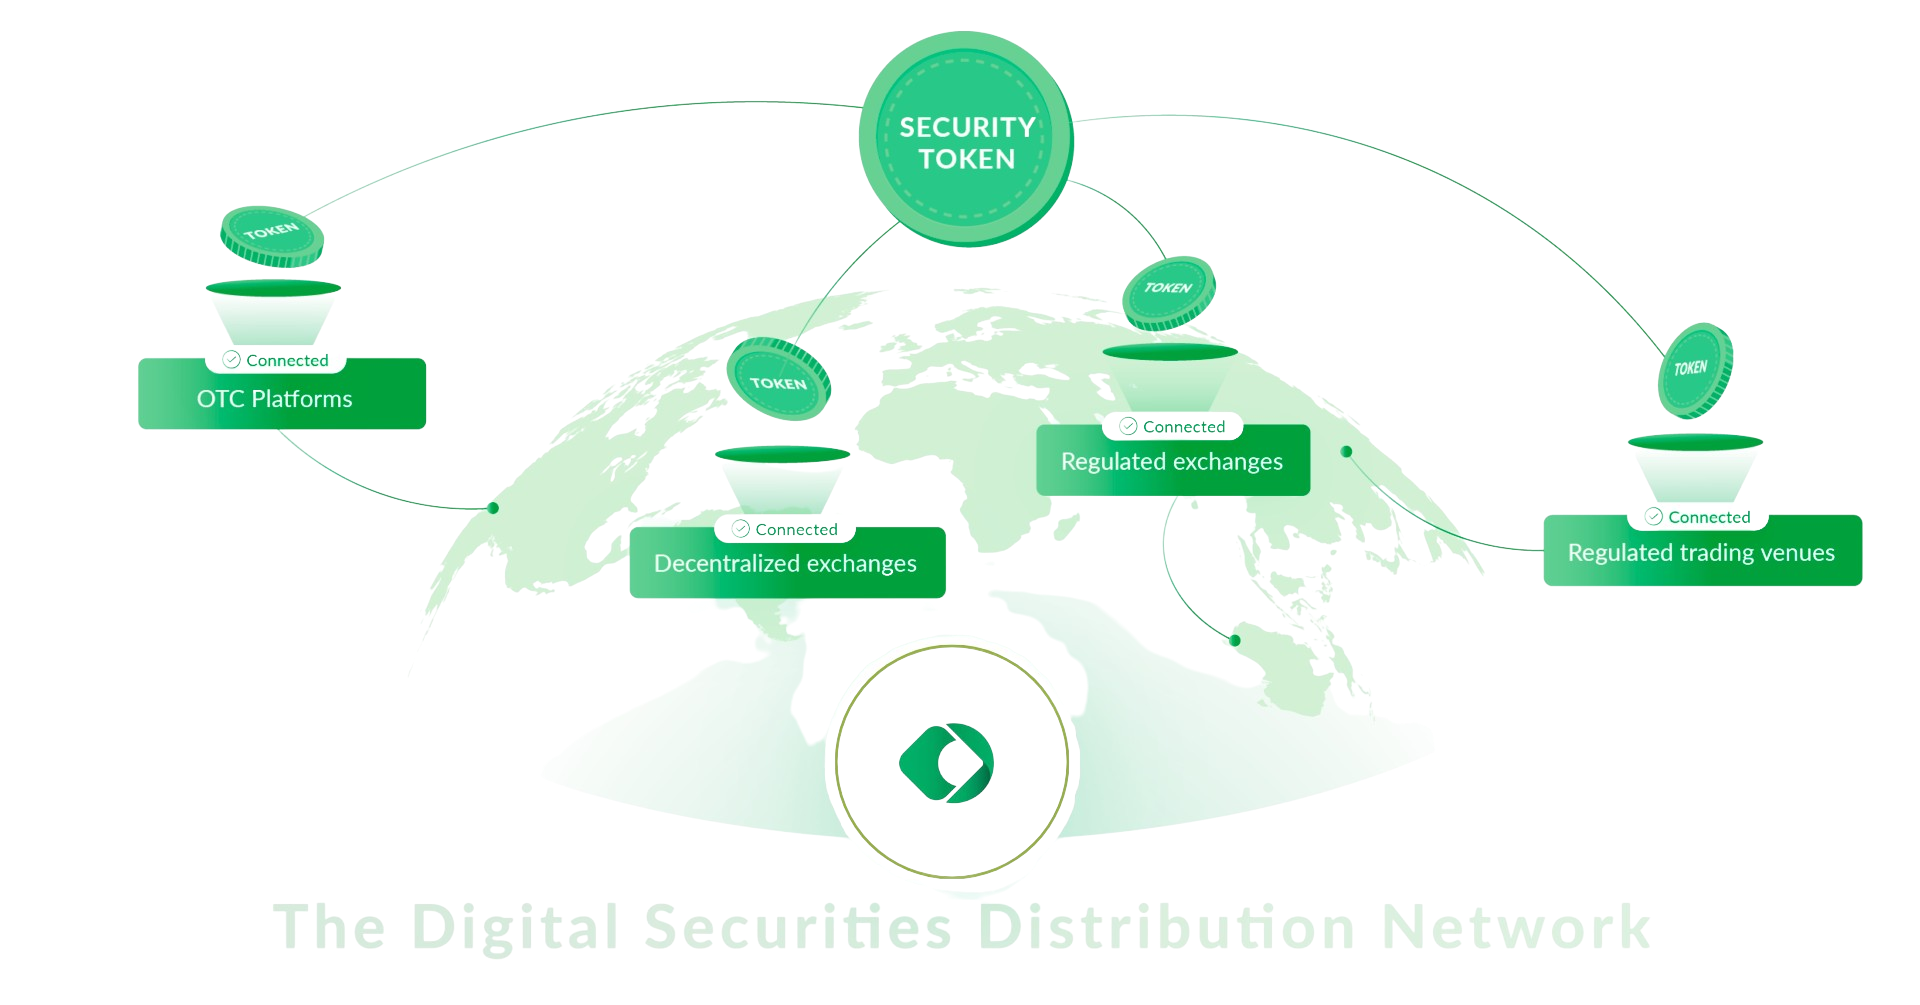 SECURITY
TOKEN
TOKEN
Connected
OTC Platforms
TOKEN
Connected
Decentralized exchanges
TOKEN
Connected
Regulated exchanges
TOKEN
Connected
Regulated trading venues
The Digital Securities Distribution Network